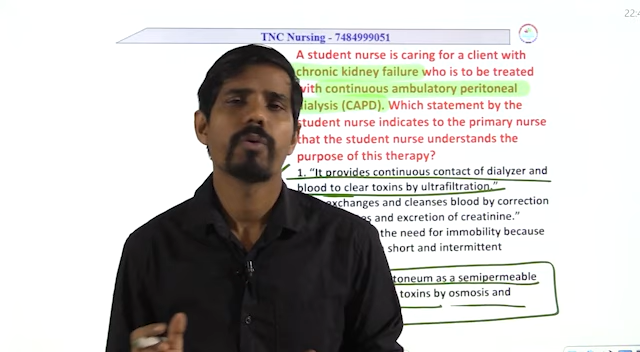 22:4
TNC Nursing - 7484999051
A student nurse is caring for a client with
chronic kidney failure who is to be treated
with continuous ambulatory peritoneal
dialysis (CAPD). Which statement by the
student nurse indicates to the primary nurse
that the student nurse understands the
purpose of this therapy?
1. "It provides continuous contact of dialyzer and
blood to clear toxins by ultrafiltration."
exchanges and cleanses blood by correction
and excretion of creatinine."
the need for immobility because
short and intermittent
as a semipermeable
toxins by osmosis and